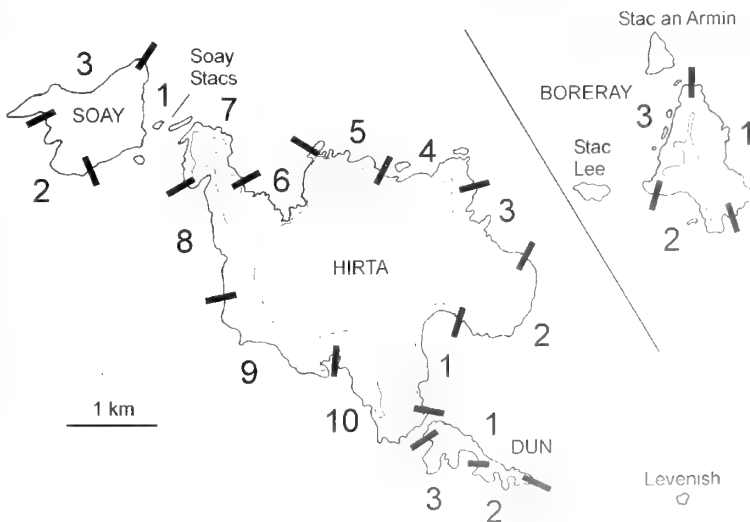 Stac an Armin
3
Soay
Stacs
7
BORERAY
1
SOAY
3
1
5
4
Stac
Lee
2
6
3
2
8
HIRTA
2
1
9
1 km
10
1
DUN
3
2
Levenish